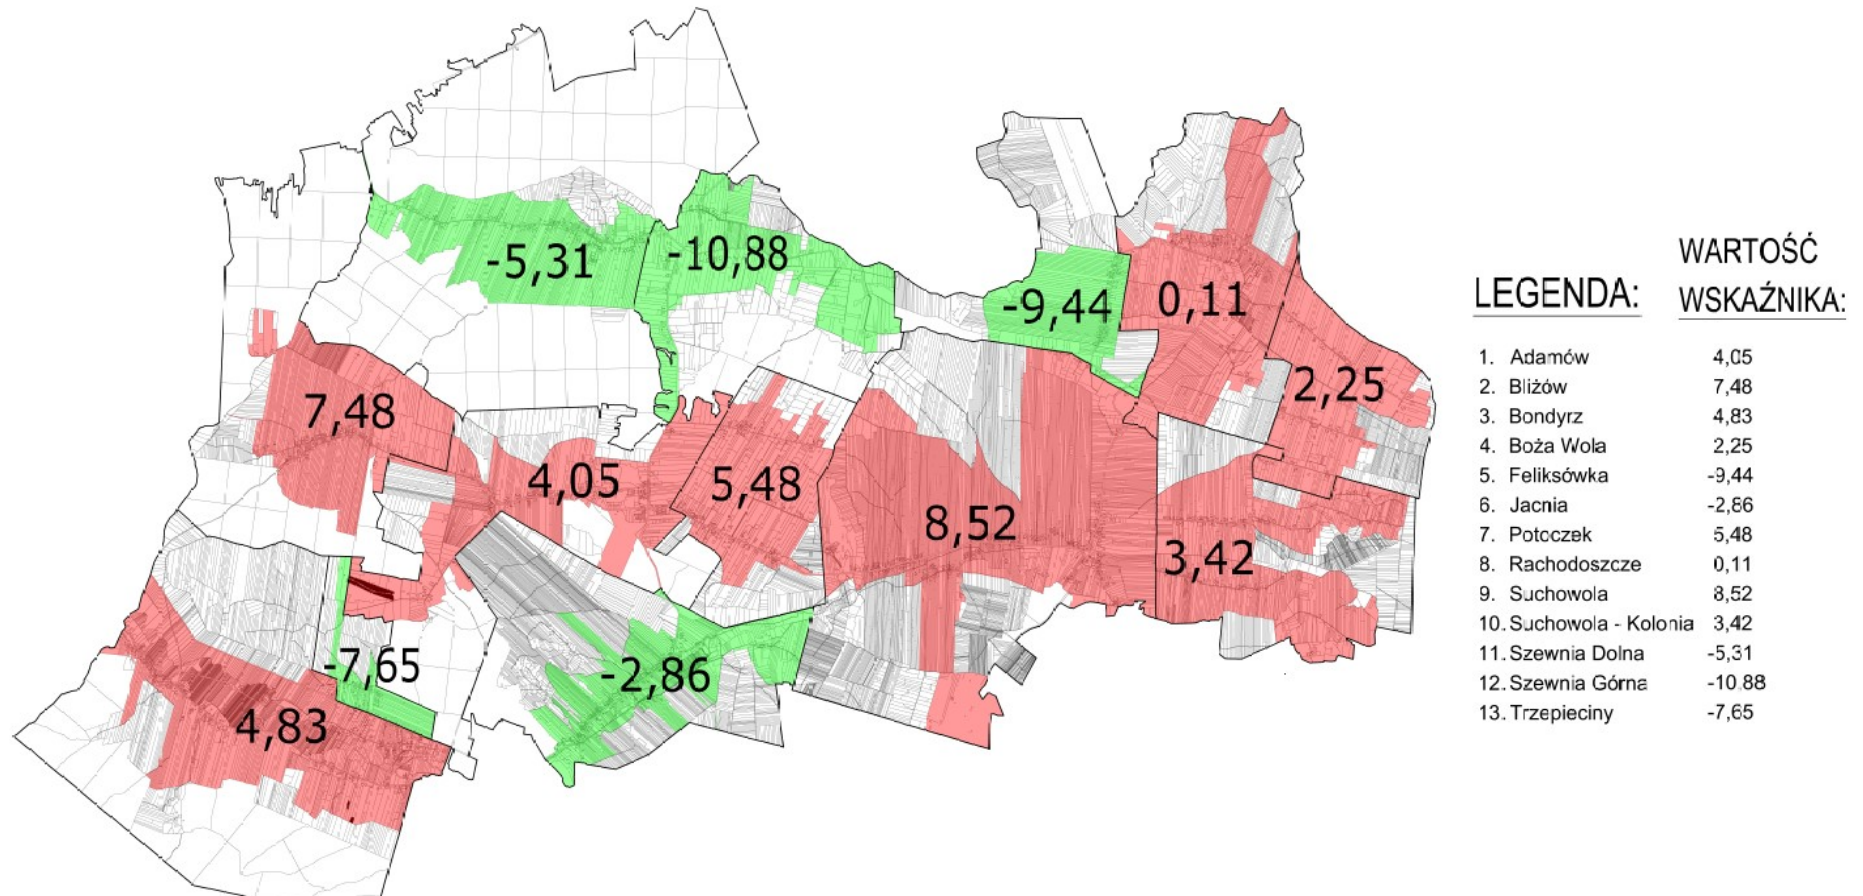 -5,31
-10,88
-9,44
0,11
2,25
7,48
4,05
5,48
8,52
3,42
-7,65
-2,86
4,83
WARTOŚĆ
LEGENDA: WSKAŹNIKA:
1. Adamów 4,05
2. Bliżów 7,48
3. Bondyrz 4,83
4. Boża Wola 2,25
5. Feliksówka -9,44
6. Jacnia -2,86
7. Potoczek 5,48
8. Rachodoszcze 0,11
9. Suchowola 8,52
10. Suchowola - Kolonia 3,42
11. Szewnia Dolna -5,31
12. Szewnia Górna -10,88
13. Trzepieciny -7,65